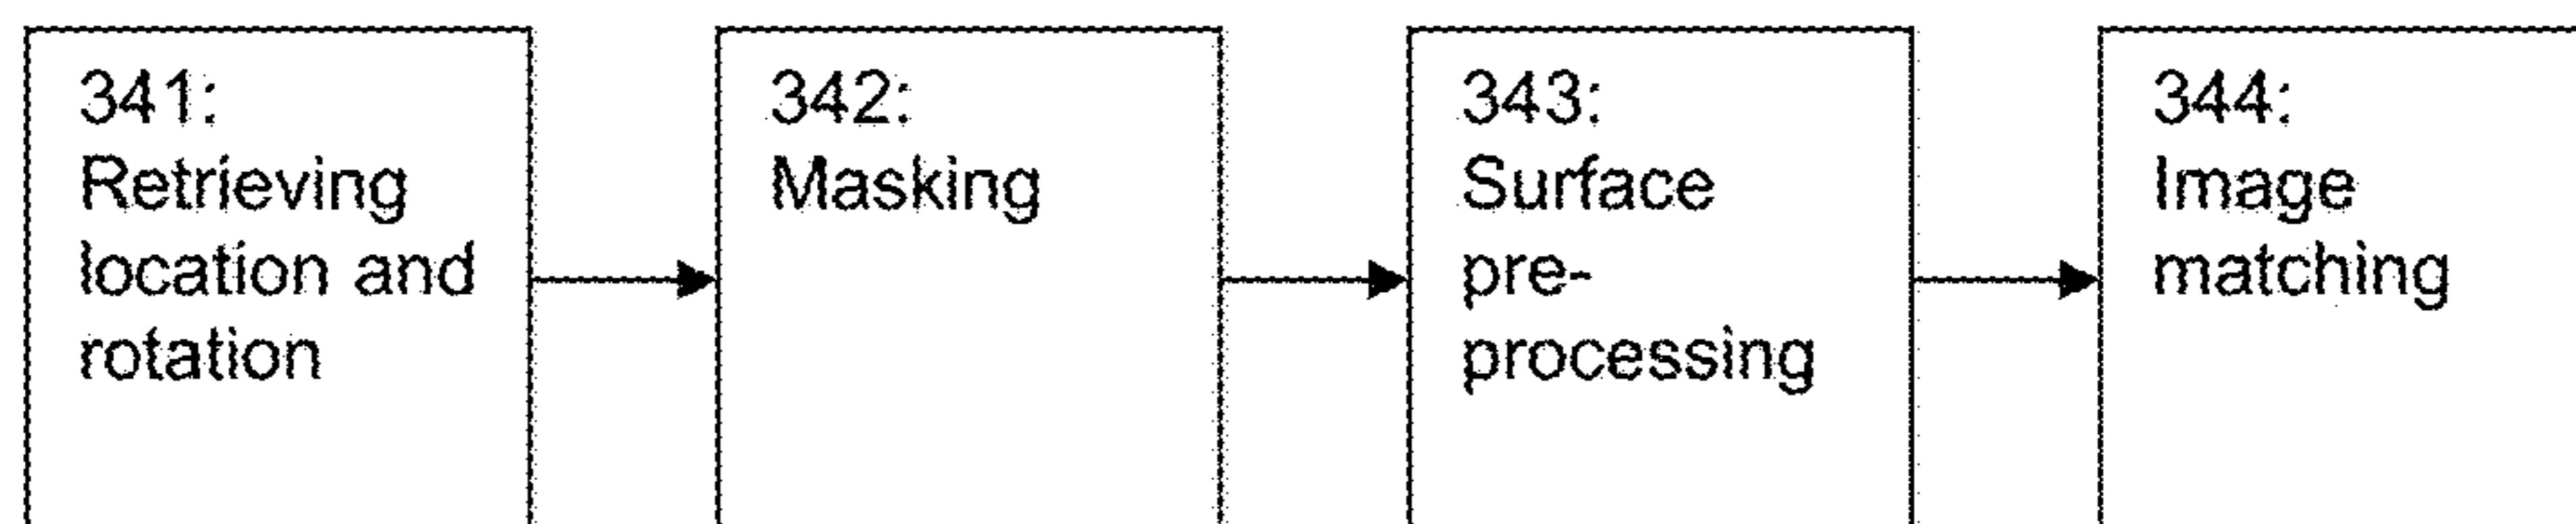 341:
Retrieving
location and
rotation
342:
Masking
343:
Surface
pre-
processing
344:
Image
matching